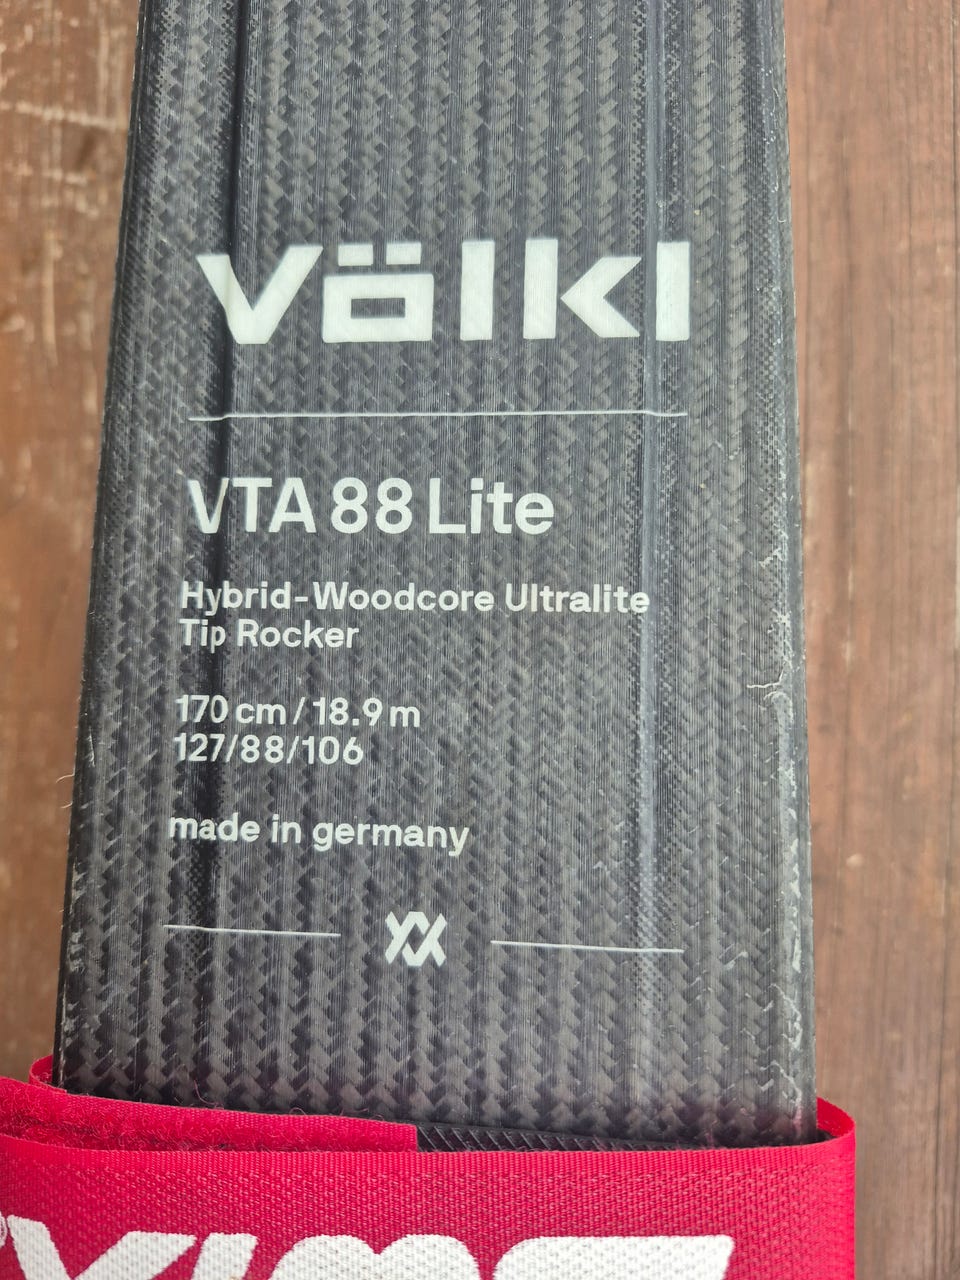 völkl
VTA 88 Lite
Hybrid-Woodcore Ultralite
Tip Rocker
170 cm / 18.9 m
127/88/106
made in germany